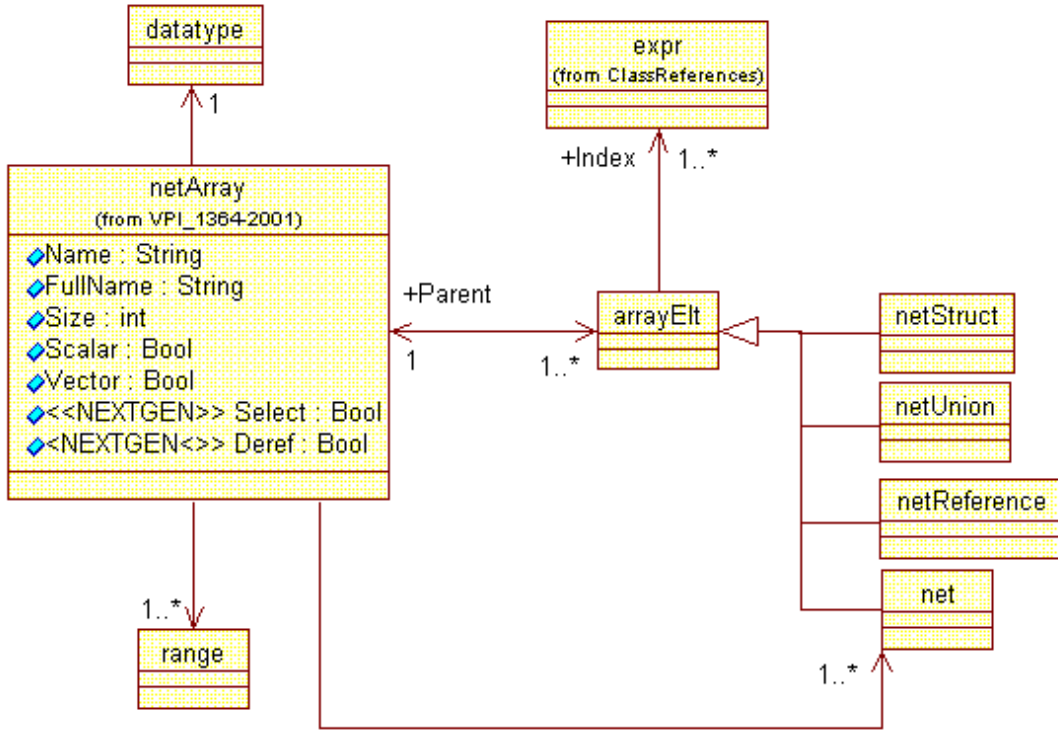 datatype
1
expr
(from ClassReferences)
+Index
1..*
netArray
(from VPI_1364-2001)
Name : String
FullName : String
Size : int
Scalar : Bool
Vector : Bool
<<NEXTGEN>> Select : Bool
<NEXTGEN<>> Deref : Bool
+Parent
1
1..*
arrayElt
netStruct
netUnion
netReference
net
1..*
range
1..*